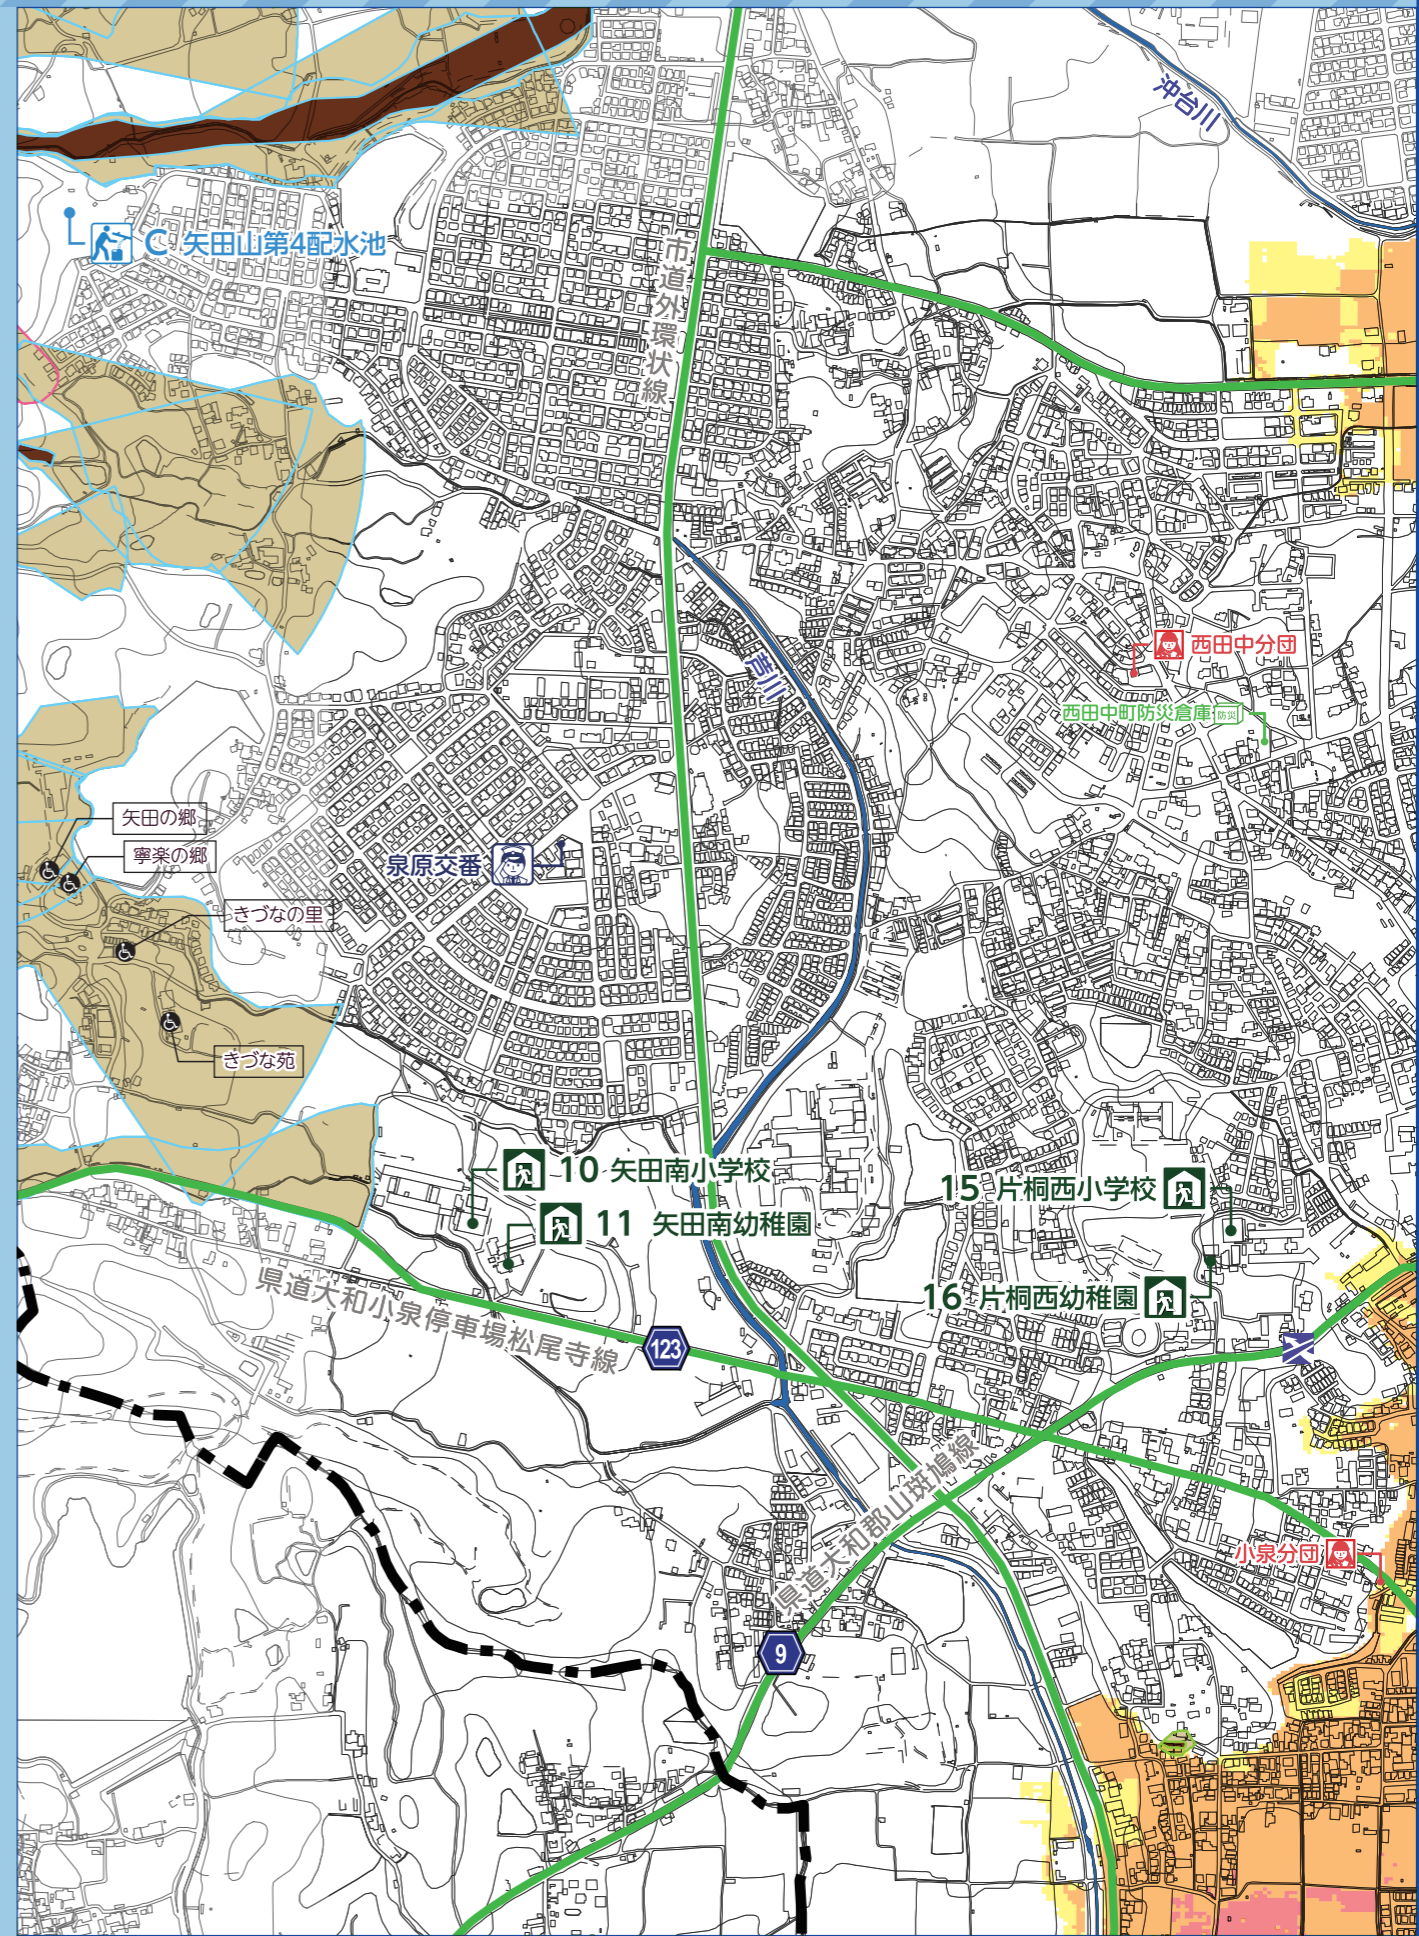 沖台川
C 矢田山第4配水池
市道外環状線
西田中分団
芦川
西田中町防災倉庫
防災
矢田の郷
寧楽の郷
泉原交番
きづなの里
きづな苑
10 矢田南小学校
15 片桐西小学校
11 矢田南幼稚園
16 片桐西幼稚園
県道大和小泉停車場松尾寺線
123
県道大和郡山斑鳩線
小泉分団
9